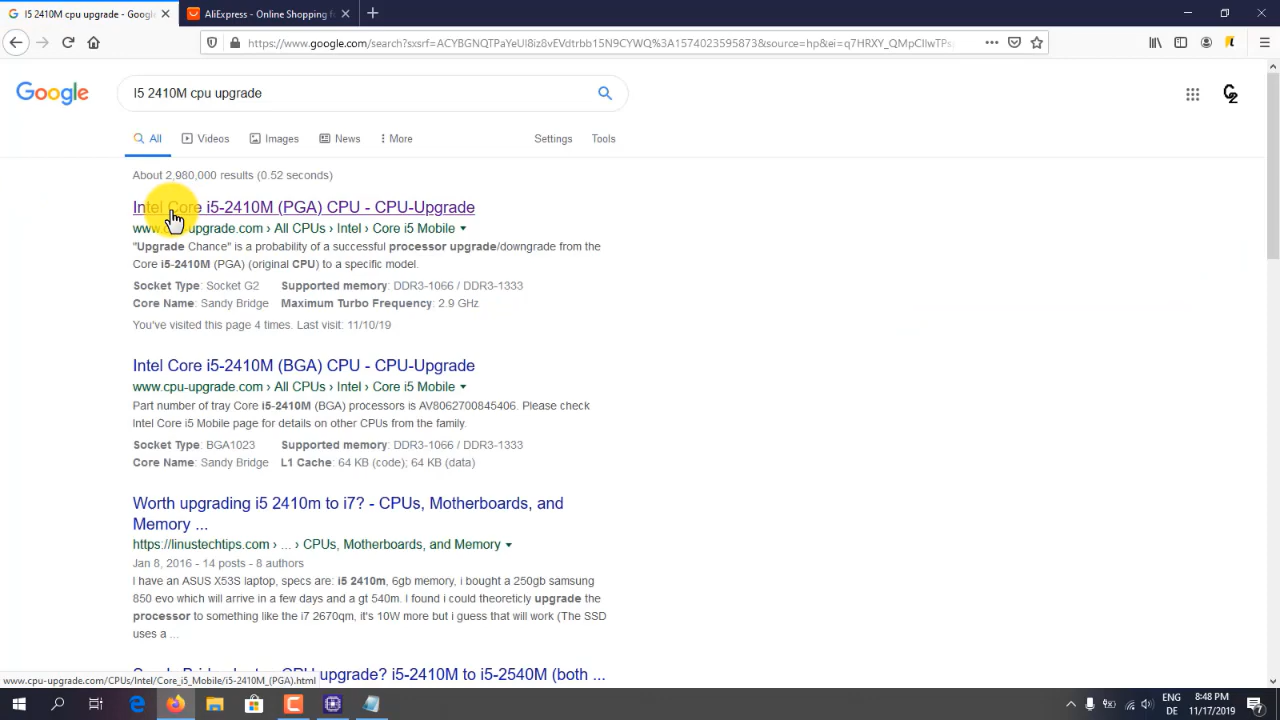 I5 2410M cpu upgrade - Google
AliExpress - Online Shopping f
https://www.google.com/search?sxsrf=ACYBGNQTPaYeUI8iz8vEVdtrbb15N9CYWQ%3A1574023595873&source=hp&ei=q7HRXY_QMpCIlwTps
Google
I5 2410M cpu upgrade
All
Videos
Images
News
More
Settings
Tools
About 2,980,000 results (0.52 seconds)
Intel Core i5-2410M (PGA) CPU - CPU-Upgrade
www. -upgrade.com › All CPUs › Intel › Core i5 Mobile
"Upgrade Chance" is a probability of a successful processor upgrade/downgrade from the
Core i5-2410M (PGA) (original CPU) to a specific model.
Socket Type: Socket G2 Supported memory: DDR3-1066 / DDR3-1333
Core Name: Sandy Bridge Maximum Turbo Frequency: 2.9 GHz
You've visited this page 4 times. Last visit: 11/10/19
Intel Core i5-2410M (BGA) CPU - CPU-Upgrade
www.cpu-upgrade.com › All CPUs › Intel › Core i5 Mobile
Part number of tray Core i5-2410M (BGA) processors is AV8062700845406. Please check
Intel Core i5 Mobile page for details on other CPUs from the family.
Socket Type: BGA1023 Supported memory: DDR3-1066 / DDR3-1333
Core Name: Sandy Bridge L1 Cache: 64 KB (code); 64 KB (data)
Worth upgrading i5 2410m to i7? - CPUs, Motherboards, and
Memory ...
https://linustechtips.com › ... › CPUs, Motherboards, and Memory
Jan 8, 2016 - 14 posts - 8 authors
I have an ASUS X53S laptop, specs are: i5 2410m, 6gb memory, i bought a 250gb samsung
850 evo which will arrive in a few days and a gt 540m. I found i could theoreticly upgrade the
processor to something like the i7 2670qm, it's 10W more but i guess that will work (The SSD
uses a ...
upgrade? i5-2410M to i5-2540M (both ...
www.cpu-upgrade.com/CPUs/Intel/Core_i5_Mobile/i5-2410M_(PGA).html
ENG
DE
8:48 PM
11/17/2019